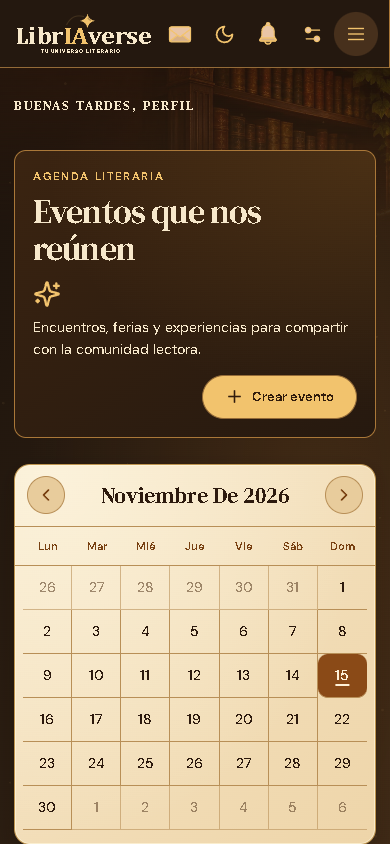 LibrIAverse
TU UNIVERSO LITERARIO
BUENAS TARDES, PERFIL
AGENDA LITERARIA
Eventos que nos
reúnen
Encuentros, ferias y experiencias para compartir
con la comunidad lectora.
Crear evento
Noviembre De 2026
Lun Mar Mié Jue Vie Sáb Dom
26 27 28 29 30 31 1
2 3 4 5 6 7 8
9 10 11 12 13 14 15
16 17 18 19 20 21 22
23 24 25 26 27 28 29
30 1 2 3 4 5 6